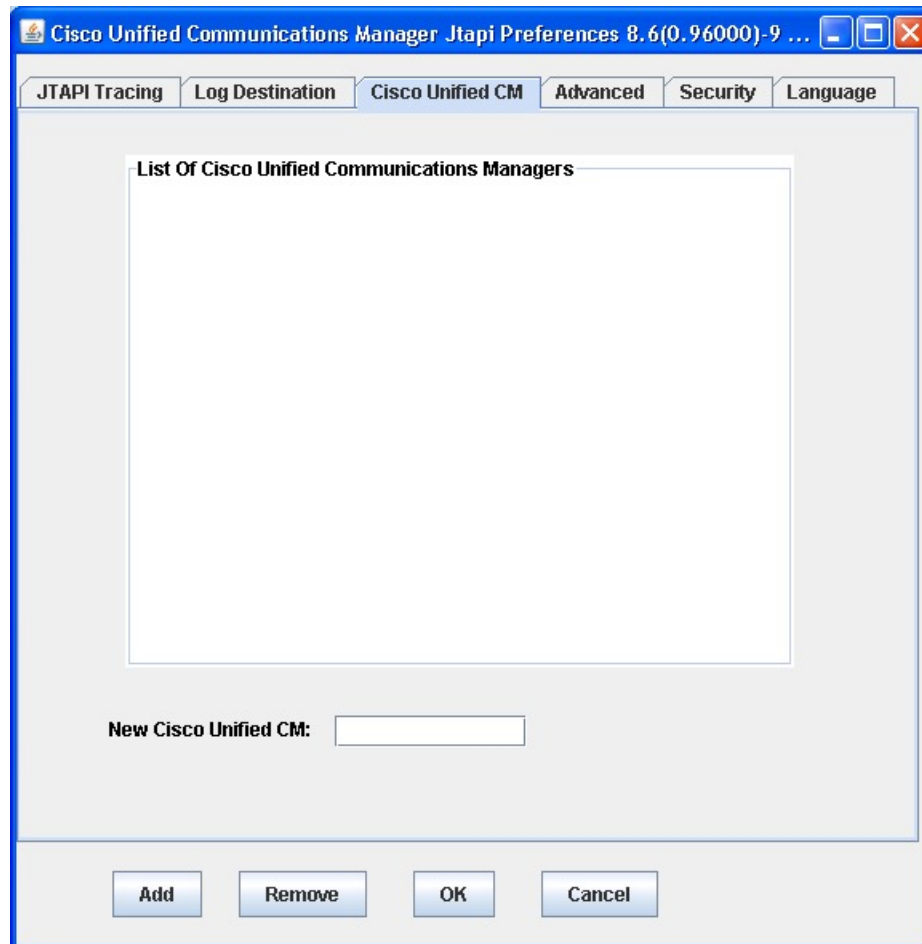 Cisco Unified Communications Manager Jtapi Preferences 8.6(0.96000)-9 ...
JTAPI Tracing Log Destination Cisco Unified CM Advanced Security Language
List Of Cisco Unified Communications Managers
New Cisco Unified CM:
Add Remove OK Cancel